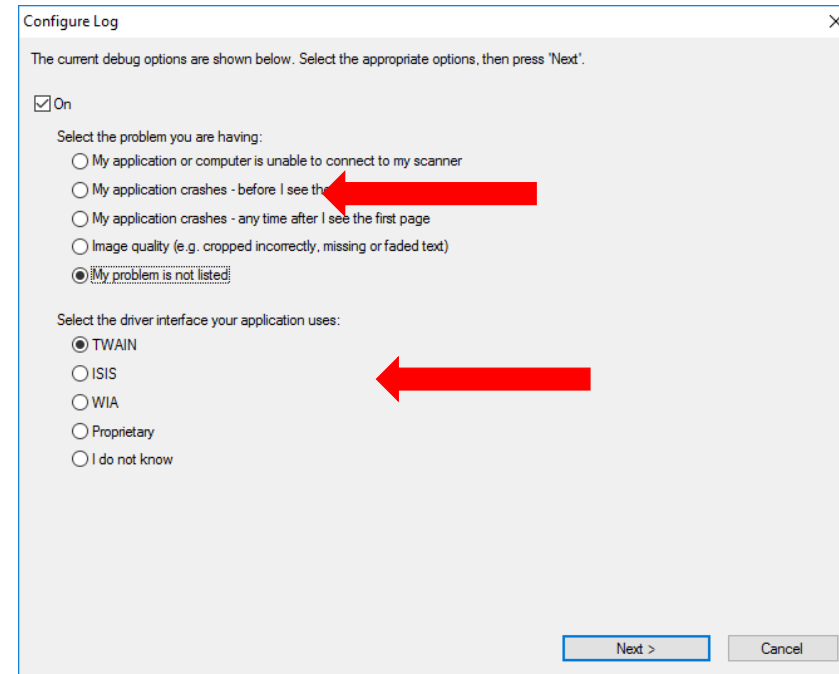 Configure Log
The current debug options are shown below. Select the appropriate options, then press 'Next'.
On
Select the problem you are having:
My application or computer is unable to connect to my scanner
My application crashes - before I see
My application crashes - any time after I see the first page
Image quality (e.g. cropped incorrectly, missing or faded text)
My problem is not listed
Select the driver interface your application uses:
TWAIN
ISIS
WIA
Proprietary
I do not know
Next >
Cancel